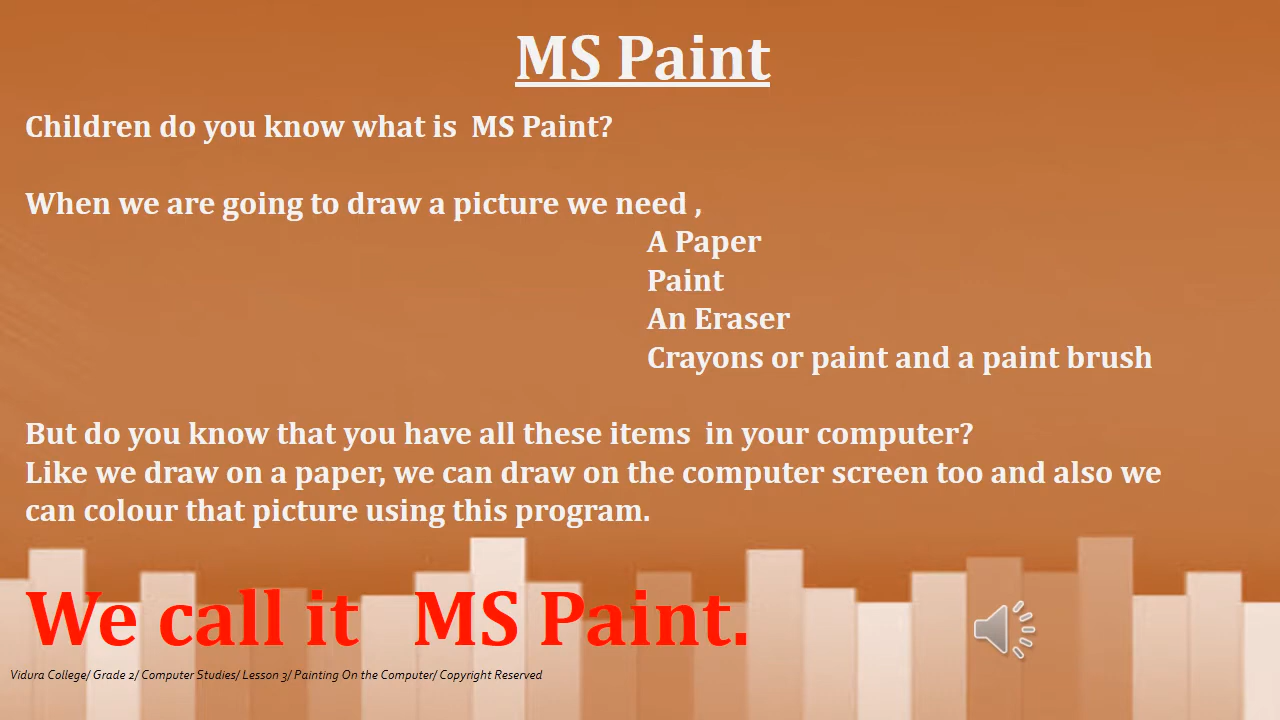 MS Paint
Children do you know what is  MS Paint?
When we are going to draw a picture we need ,
A Paper
Paint
An Eraser
Crayons or paint and a paint brush
But do you know that you have all these items  in your computer?
Like we draw on a paper, we can draw on the computer screen too and also we
can colour that picture using this program.
We call it   MS Paint.
Vidura College/ Grade 2/ Computer Studies/ Lesson 3/ Painting On the Computer/ Copyright Reserved